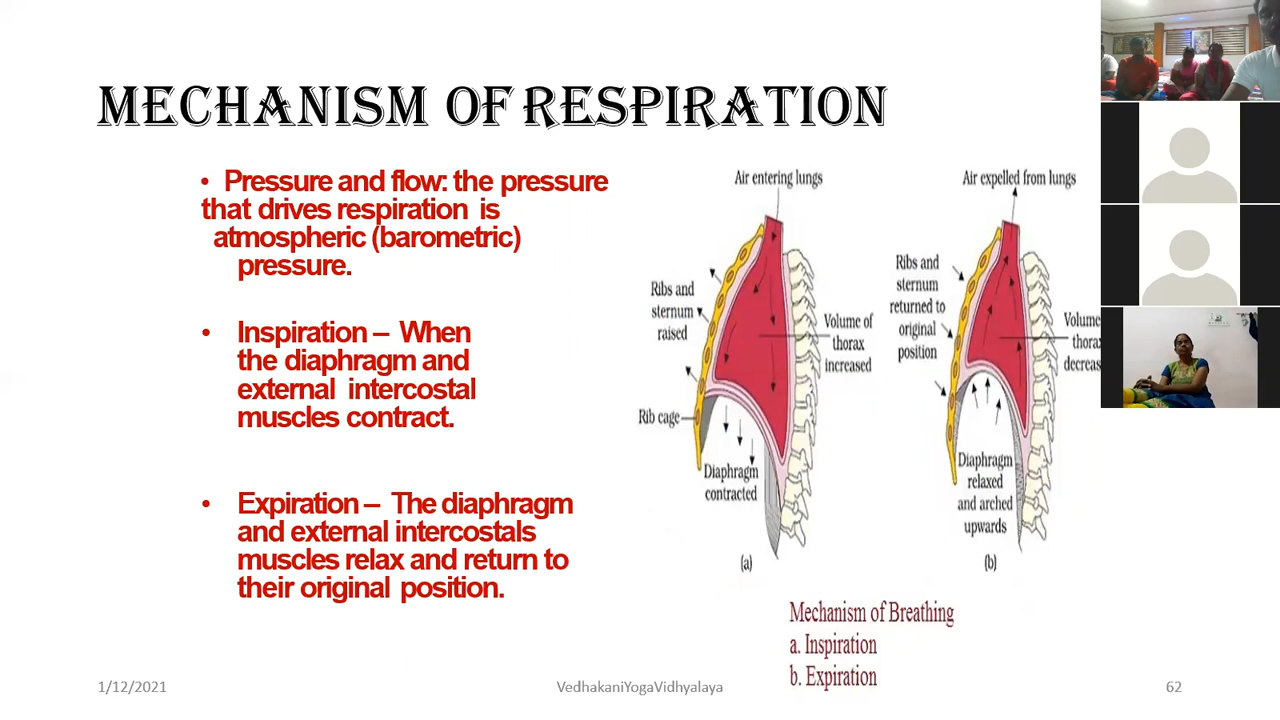 MECHANISM OF RESPIRATION
• Pressure and flow: the pressure
that drives respiration is
atmospheric (barometric)
pressure.
• Inspiration – When
the diaphragm and
external intercostal
muscles contract.
• Expiration – The diaphragm
and external intercostals
muscles relax and return to
their original position.
Air entering lungs
Ribs and
sternum
raised
Volume of
thorax
increased
Rib cage
Diaphragm
contracted
(a)
Air expelled from lungs
Ribs and
sternum
returned to
original
position
Volume
thora
decreas
Diaphragm
relaxed
and arched
upwards
(b)
Mechanism of Breathing
a. Inspiration
b. Expiration
1/12/2021
VedhakaniYogaVidhyalaya
62